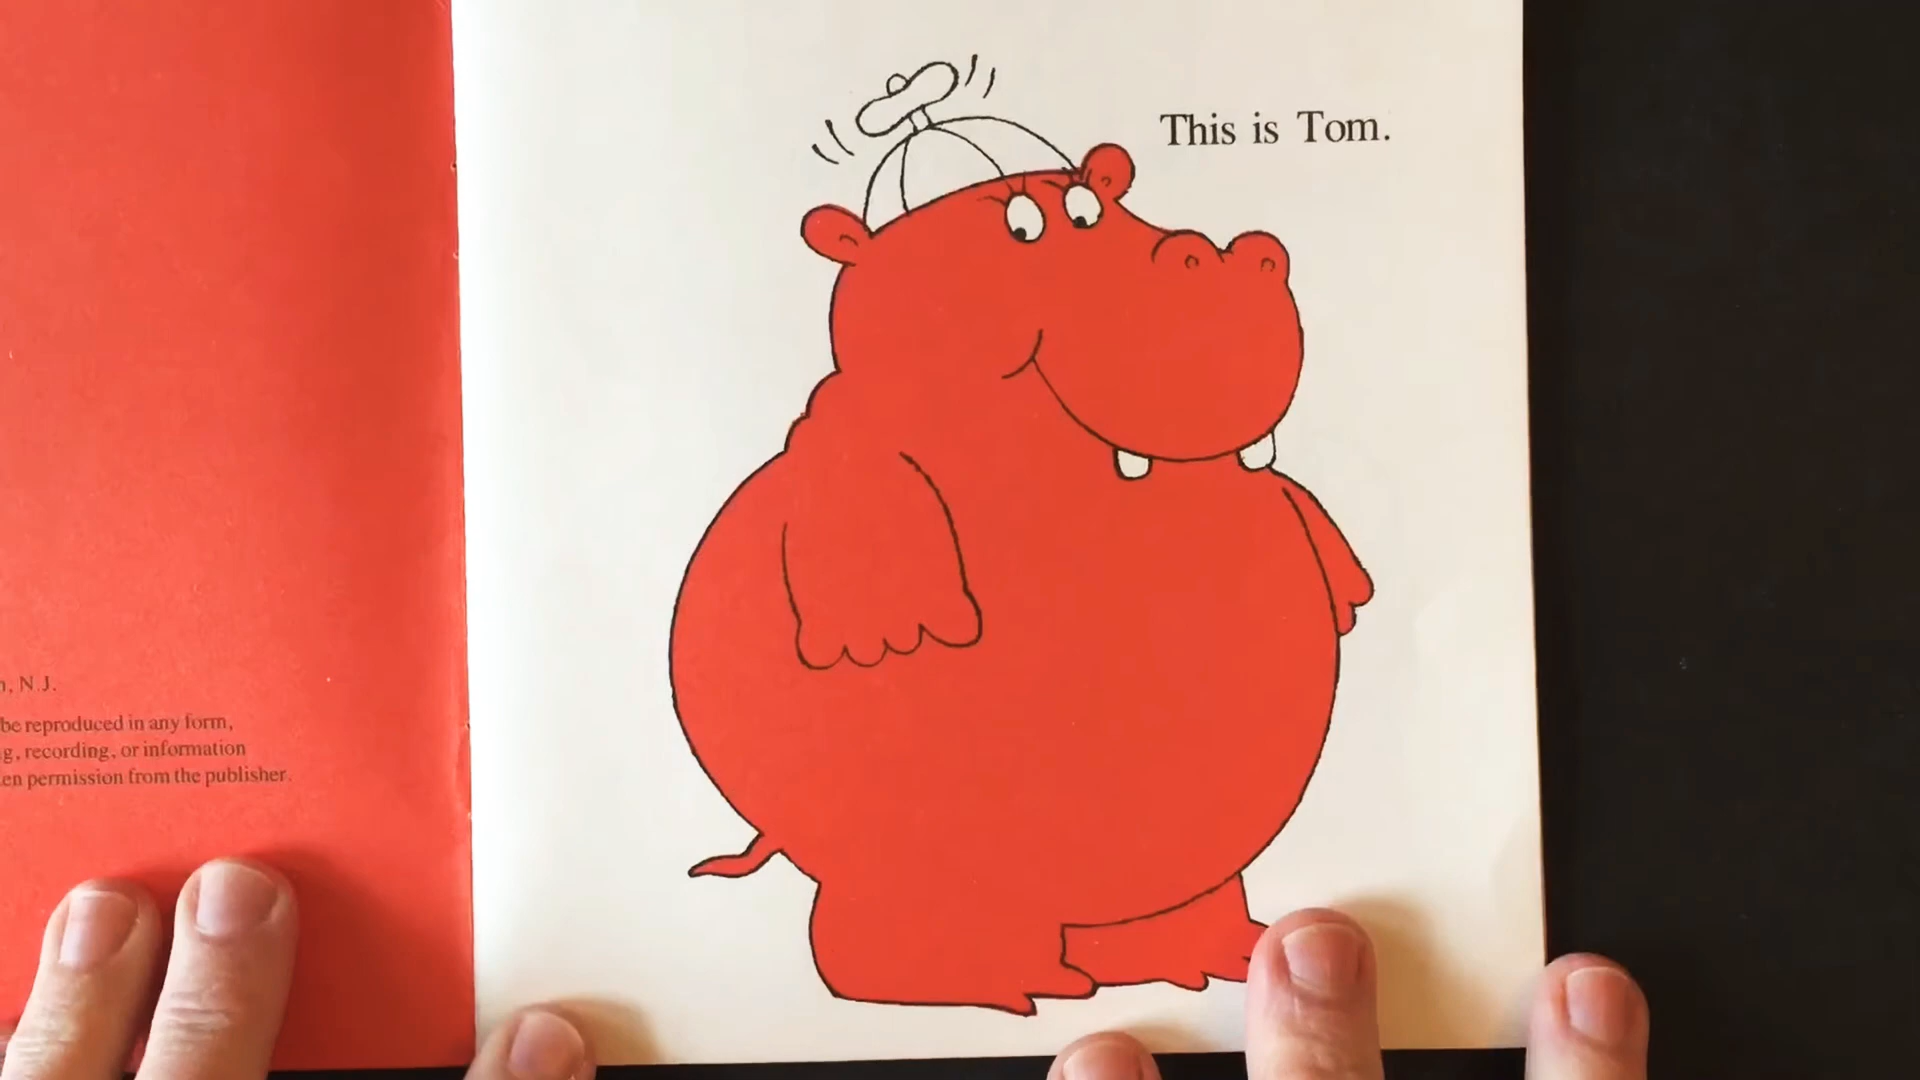 , N.J.
be reproduced in any form,
g, recording, or information
en permission from the publisher.
This is Tom.